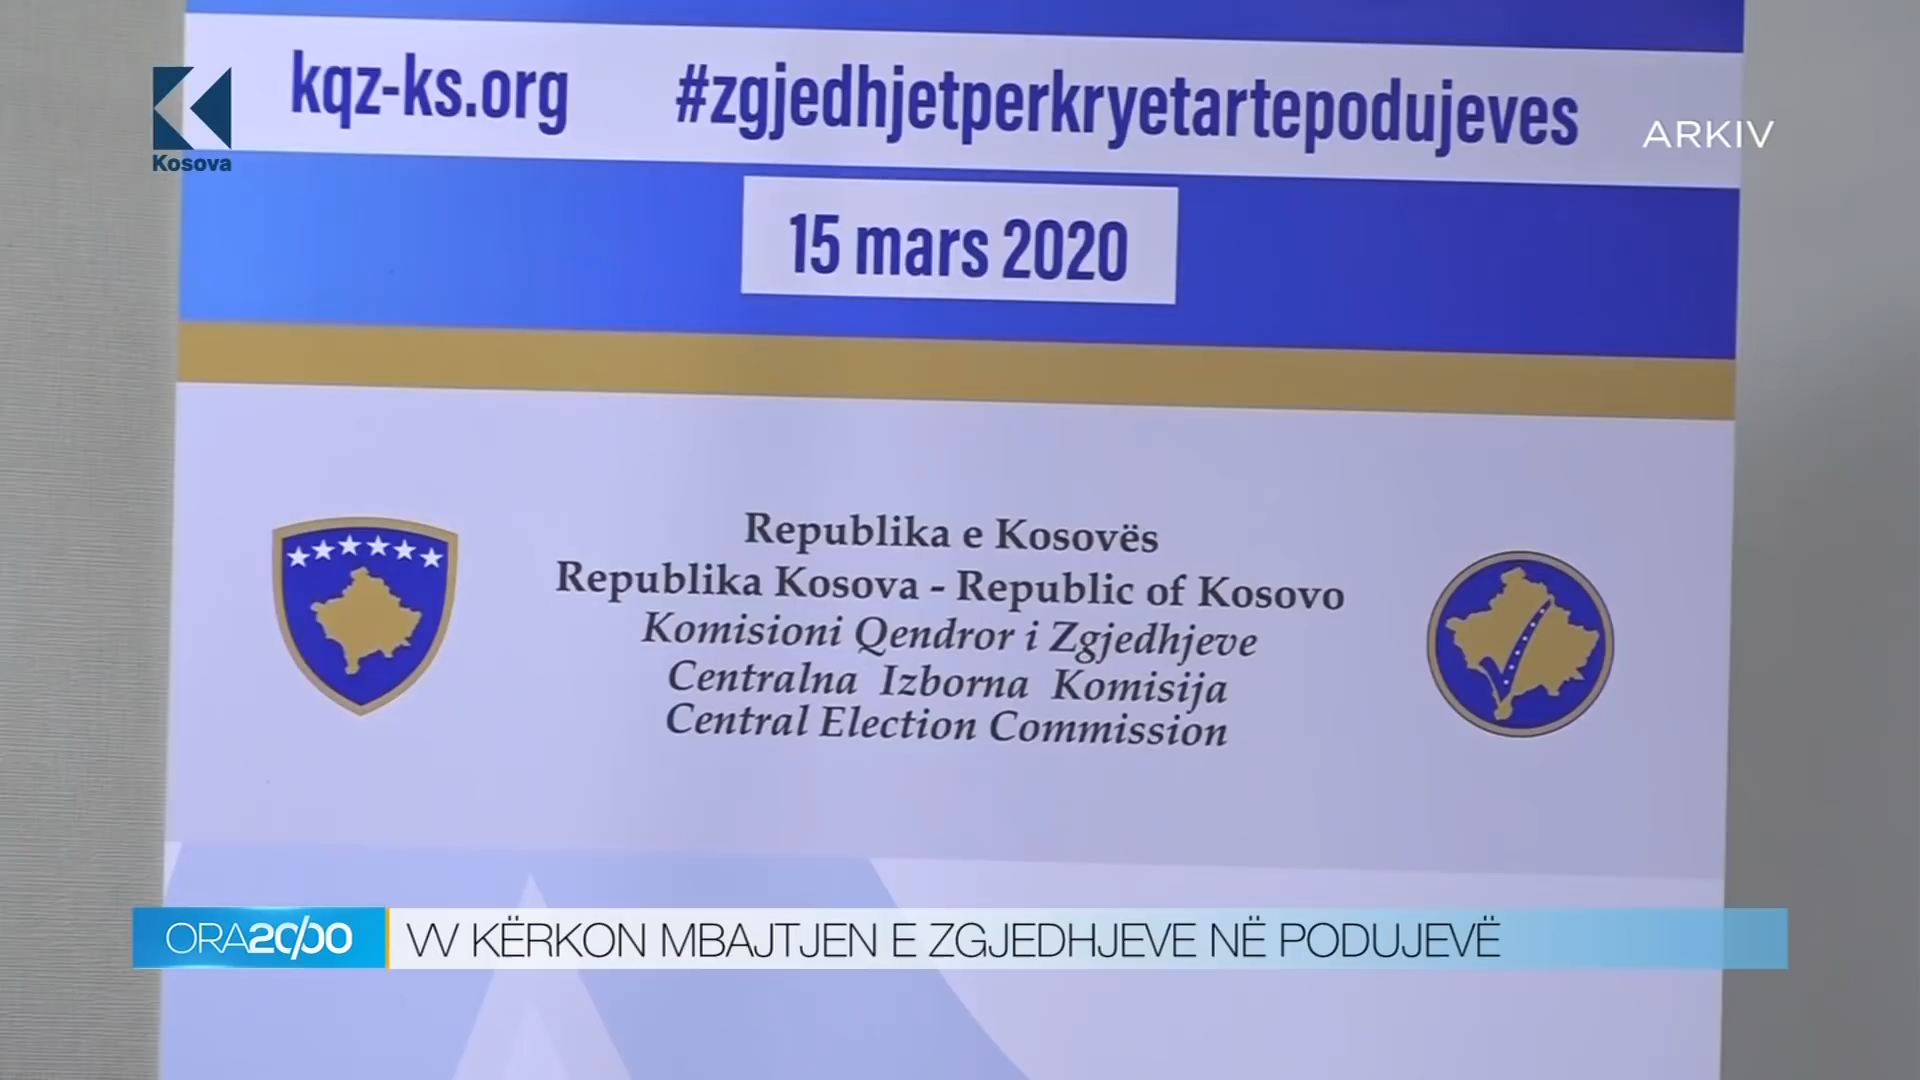 kqz-ks.org #zgjedhjetperkryetartepodujeves
Kosova
ARKIV
15 mars 2020
Republika e Kosovës
Republika Kosova - Republic of Kosovo
Komisioni Qendror i Zgjedhjeve
Centralna Izborna Komisija
Central Election Commission
ORA20/00 VV KËRKON MBAJTJEN E ZGJEDHJEVE NË PODUJEVË